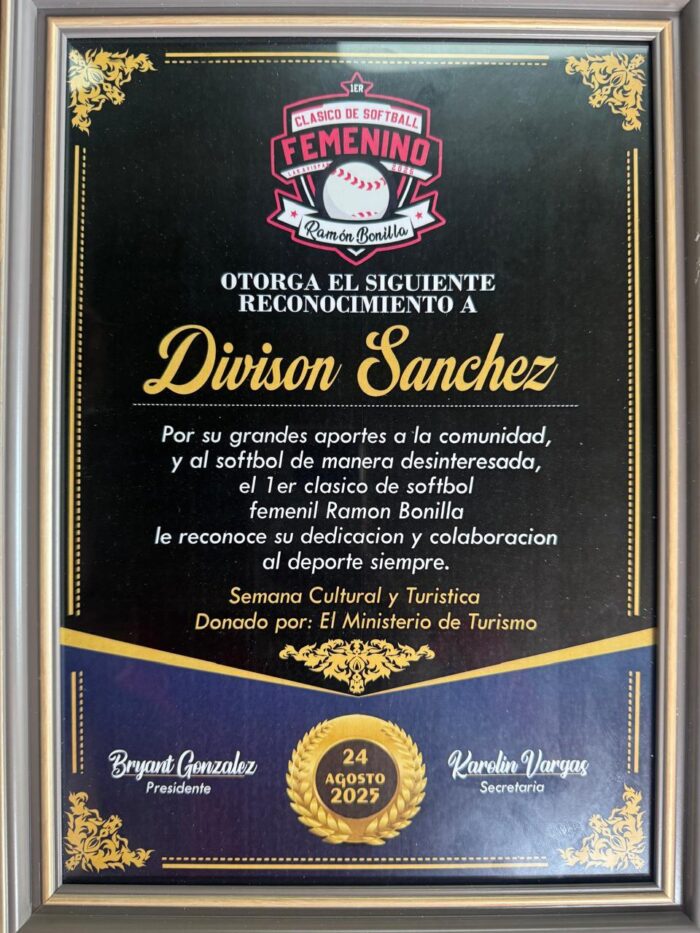 1ER
CLASICO DE SOFTBALL
FEMENINO
2025
Ramón Bonilla
OTORGA EL SIGUIENTE
RECONOCIMIENTO A
Divison Sanchez
Por su grandes aportes a la comunidad,
y al softbol de manera desinteresada,
el 1er clasico de softbol
femenil Ramon Bonilla
le reconoce su dedicacion y colaboracion
al deporte siempre.
Semana Cultural y Turistica
Donado por: El Ministerio de Turismo
Bryant Gonzalez
Presidente
24
AGOSTO
2025
Karolin Vargas
Secretaria